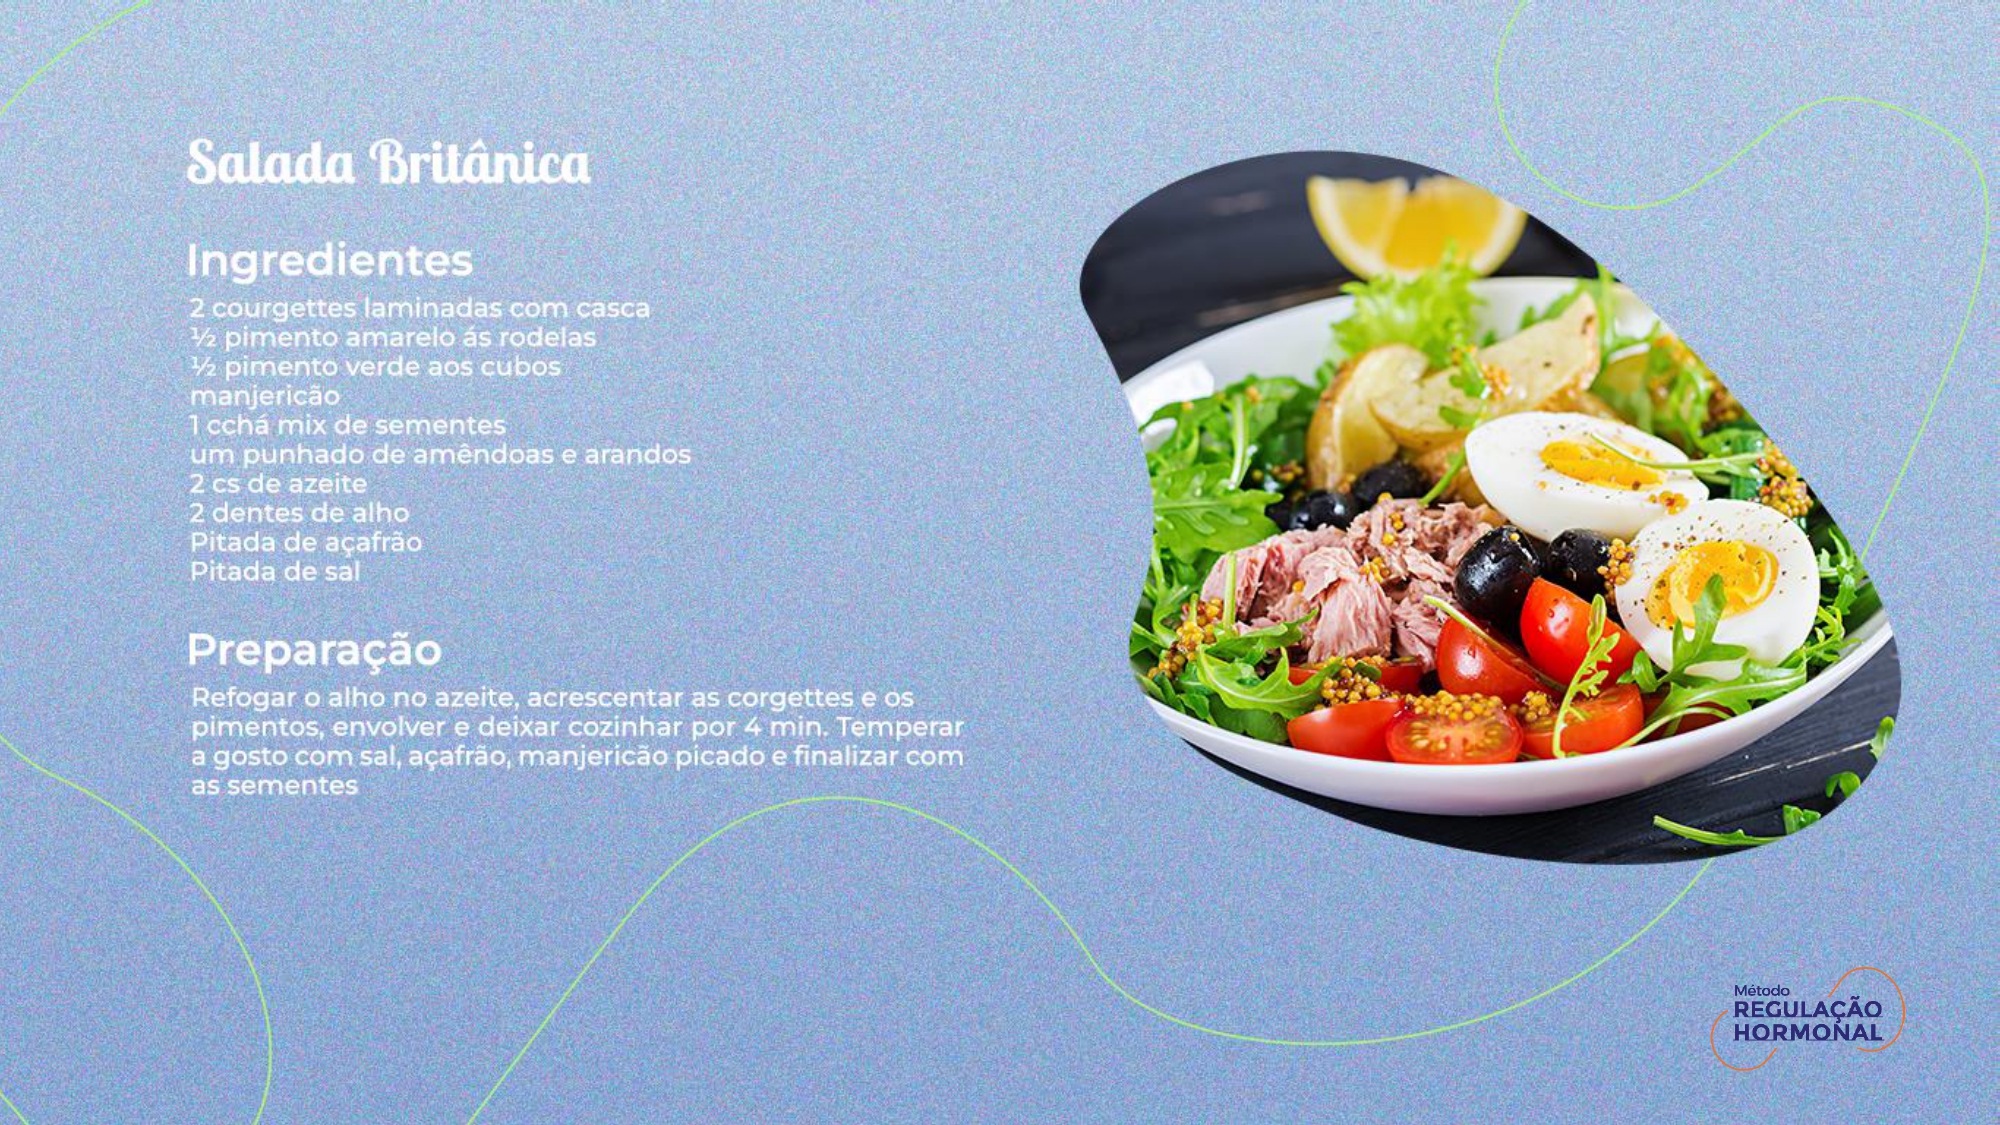 Salada Britânica
Ingredientes
2 courgettes laminadas com casca
½ pimento amarelo ás rodelas
½ pimento verde aos cubos
manjericão
1 cchá mix de sementes
um punhado de amêndoas e arandos
2 cs de azeite
2 dentes de alho
Pitada de açafrão
Pitada de sal
Preparação
Refogar o alho no azeite, acrescentar as corgettes e os
pimentos, envolver e deixar cozinhar por 4 min. Temperar
a gosto com sal, açafrão, manjericão picado e finalizar com
as sementes
Método
REGULAÇÃO
HORMONAL